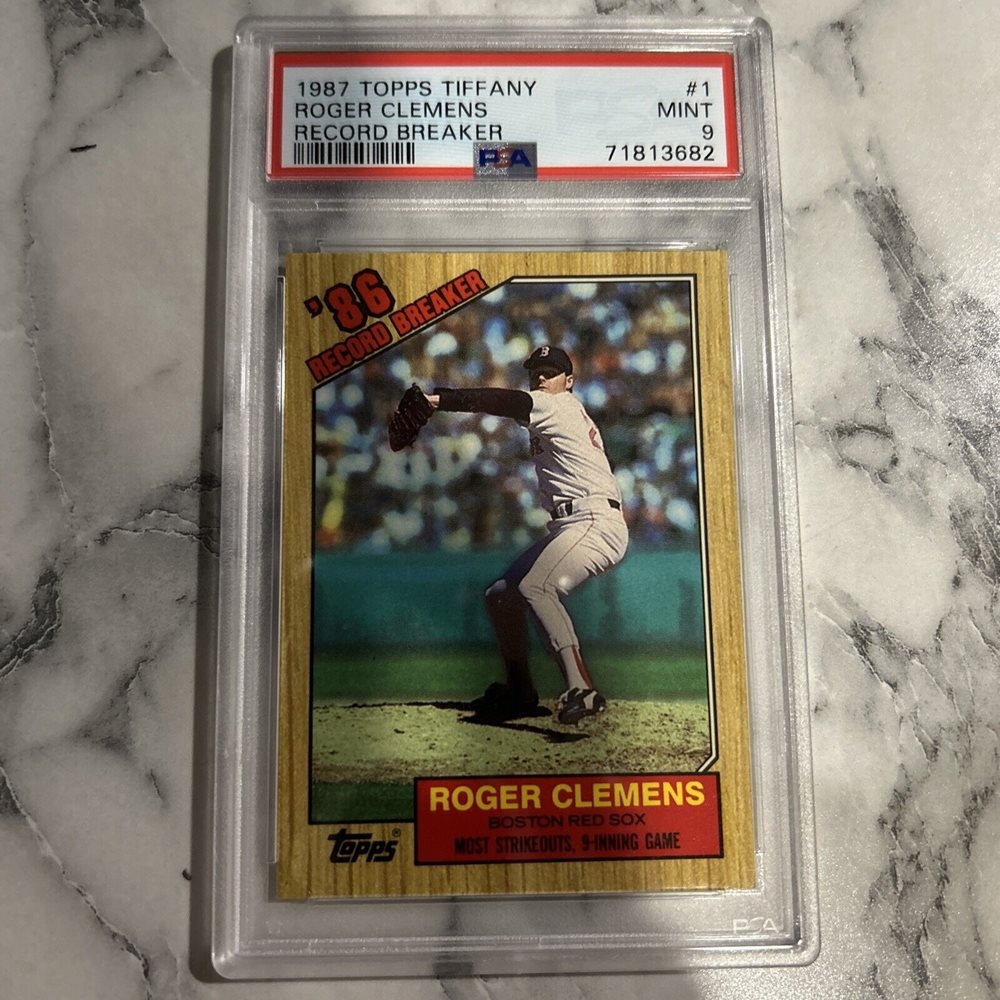 1987 TOPPS TIFFANY #1
ROGER CLEMENS MINT
RECORD BREAKER 9
PSA 71813682
'86
RECORD BREAKER
B
ROGER CLEMENS
BOSTON RED SOX
MOST STRIKEOUTS, 9-INNING GAME
topps®
PSA